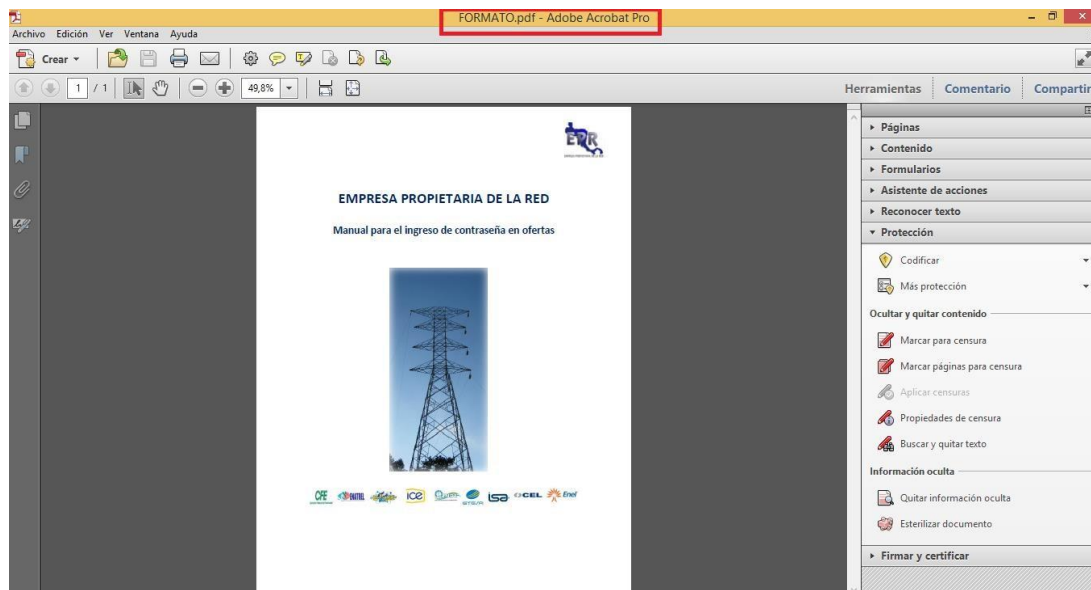 FORMATO.pdf - Adobe Acrobat Pro
Archivo Edición Ver Ventana Ayuda
Crear
1 / 1 49,8%
Herramientas Comentario Compartir
EPR
EMPRESA PROPIETARIA DE LA RED
Manual para el ingreso de contraseña en ofertas
CFE ICE isa OCEL Enel
Páginas
Contenido
Formularios
Asistente de acciones
Reconocer texto
Protección
Codificar
Más protección
Ocultar y quitar contenido
Marcar para censura
Marcar páginas para censura
Aplicar censuras
Propiedades de censura
Buscar y quitar texto
Información oculta
Quitar información oculta
Esterilizar documento
Firmar y certificar